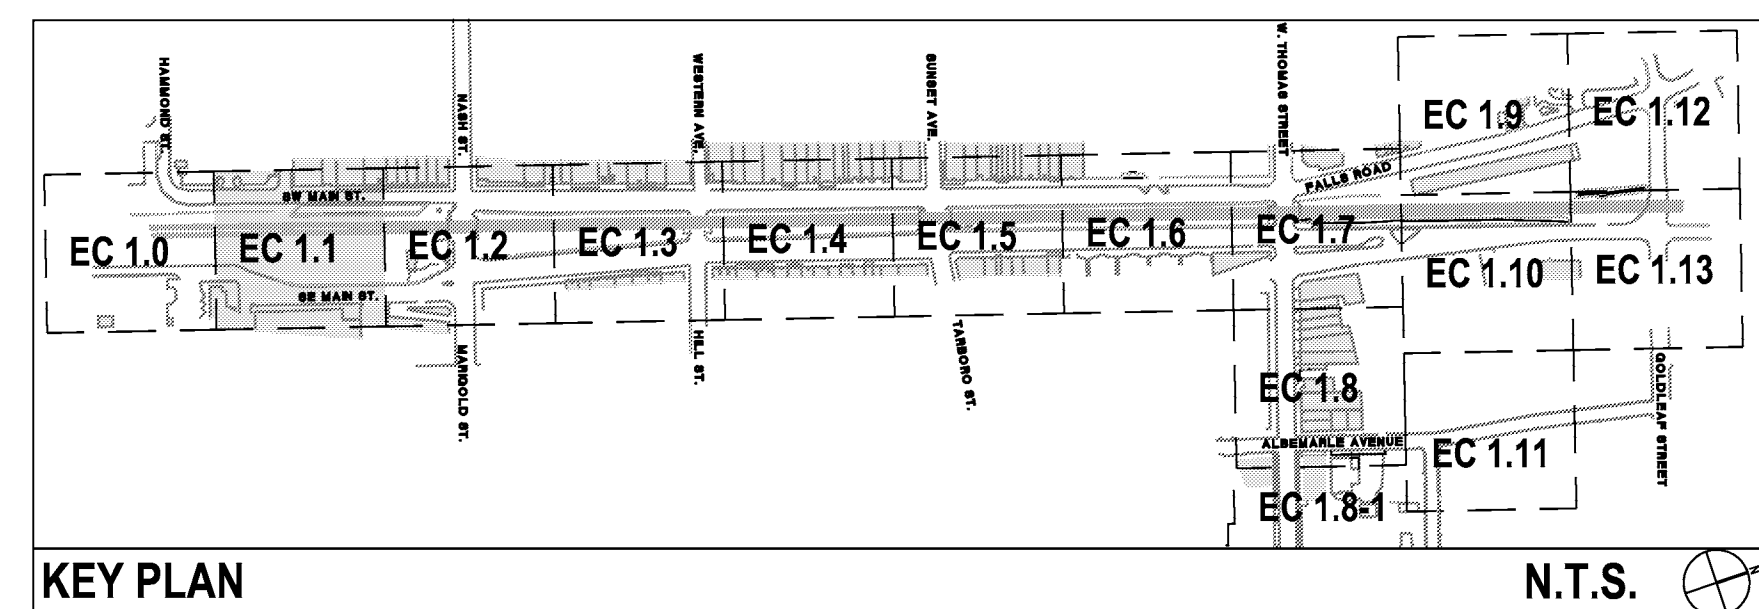 HAMMOND ST.
NASH ST.
WESTERN AVE.
SUNSET AVE.
W. THOMAS STREET
EC 1.9
EC 1.12
FALLS ROAD
SW MAIN ST.
EC 1.0
EC 1.1
EC 1.2
EC 1.3
EC 1.4
EC 1.5
EC 1.6
EC 1.7
EC 1.10
EC 1.13
SE MAIN ST.
MARIGOLD ST.
HILL ST.
TARBORO ST.
EC 1.8
GOLDLEAF STREET
ALBEMARLE AVENUE
EC 1.11
EC 1.8-1
KEY PLAN
N.T.S.
N